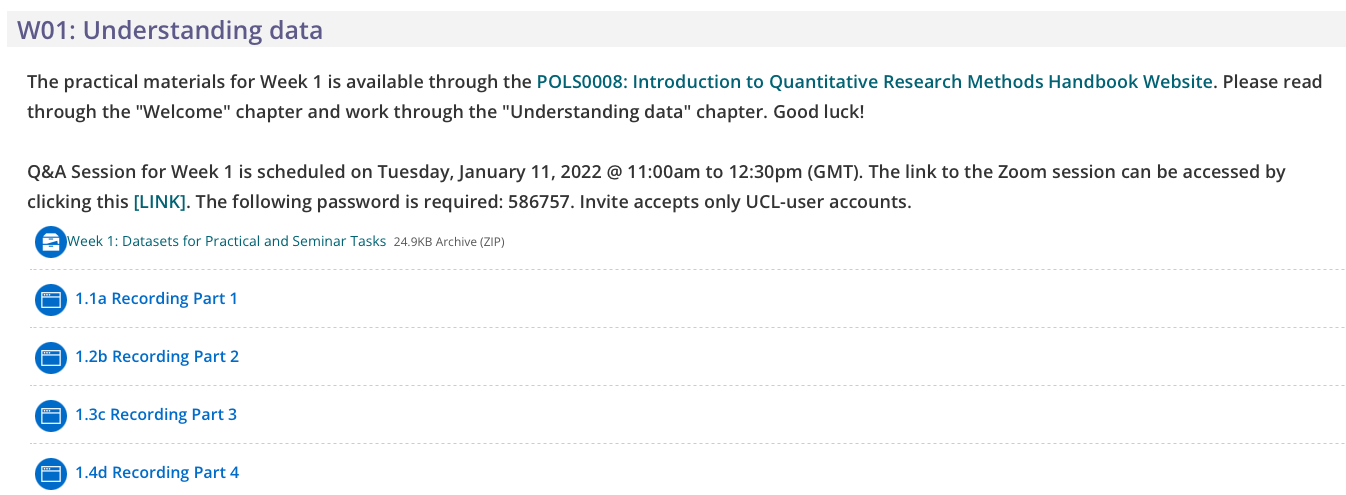 W01: Understanding data
The practical materials for Week 1 is available through the POLS0008: Introduction to Quantitative Research Methods Handbook Website. Please read
through the "Welcome" chapter and work through the "Understanding data" chapter. Good luck!
Q&A Session for Week 1 is scheduled on Tuesday, January 11, 2022 @ 11:00am to 12:30pm (GMT). The link to the Zoom session can be accessed by
clicking this [LINK]. The following password is required: 586757. Invite accepts only UCL-user accounts.
Week 1: Datasets for Practical and Seminar Tasks 24.9KB Archive (ZIP)
1.1a Recording Part 1
1.2b Recording Part 2
1.3c Recording Part 3
1.4d Recording Part 4